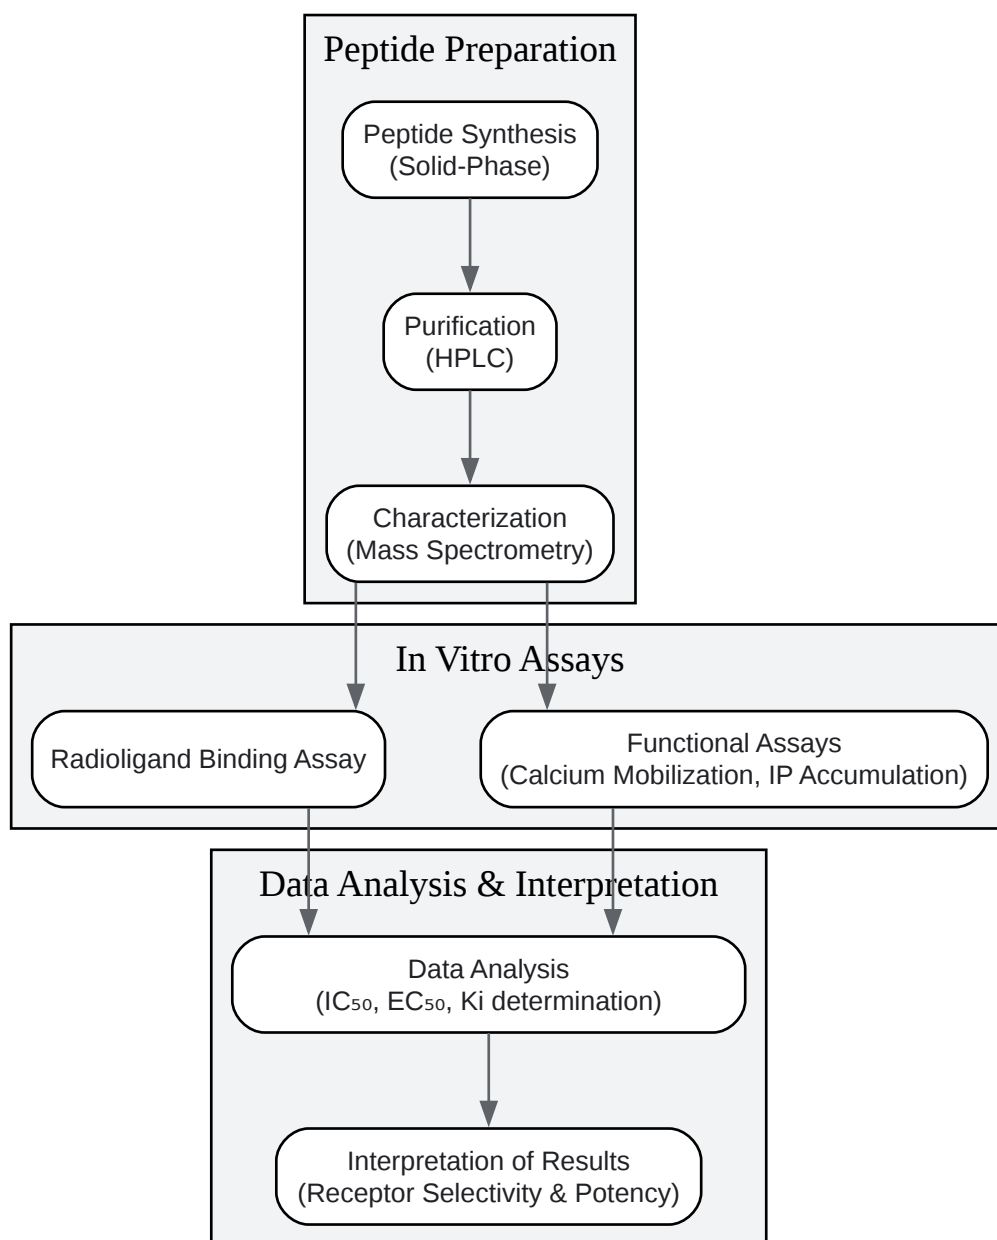 Peptide Preparation
Peptide Synthesis
(Solid-Phase)
Purification
(HPLC)
Characterization
(Mass Spectrometry)
In Vitro Assays
Radioligand Binding Assay
Functional Assays
(Calcium Mobilization, IP Accumulation)
Data Analysis & Interpretation
Data Analysis
(IC₅₀, EC₅₀, Ki determination)
Interpretation of Results
(Receptor Selectivity & Potency)